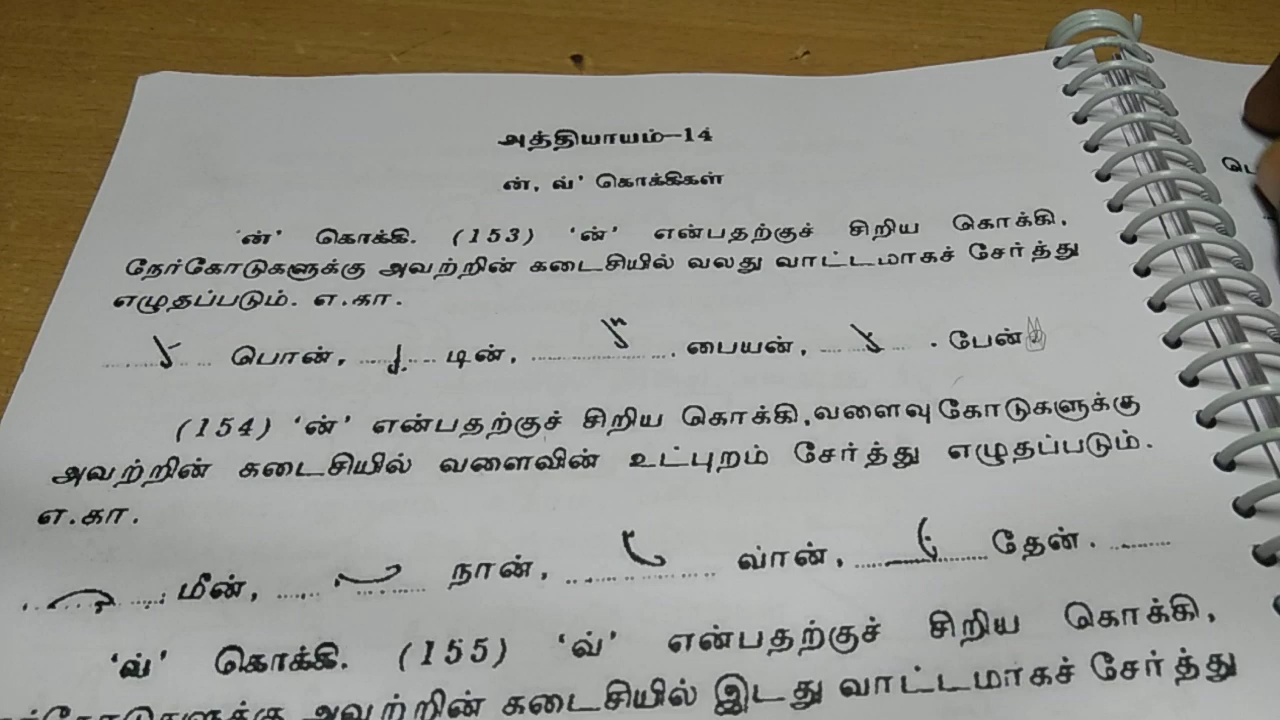 அத்தியாயம்–14
ன், வ்' கொக்கிகள்
'ன்' கொக்கி. (153) 'ன்' என்பதற்குச் சிறிய கொக்கி,
நேர்கோடுகளுக்கு அவற்றின் கடைசியில் வலது வாட்டமாகச் சேர்த்து
எழுதப்படும். எ.கா.
பொன், டின், பையன், பேன்
(154) 'ன்' என்பதற்குச் சிறிய கொக்கி,வளைவு கோடுகளுக்கு
அவற்றின் கடைசியில் வளைவின் உட்புறம் சேர்த்து எழுதப்படும்.
எ.கா.
மீன், நான், வான், தேன்.
'வ்' கொக்கி. (155) 'வ்' என்பதற்குச் சிறிய கொக்கி,
அவற்றின் கடைசியில் இடது வாட்டமாகச் சேர்த்து